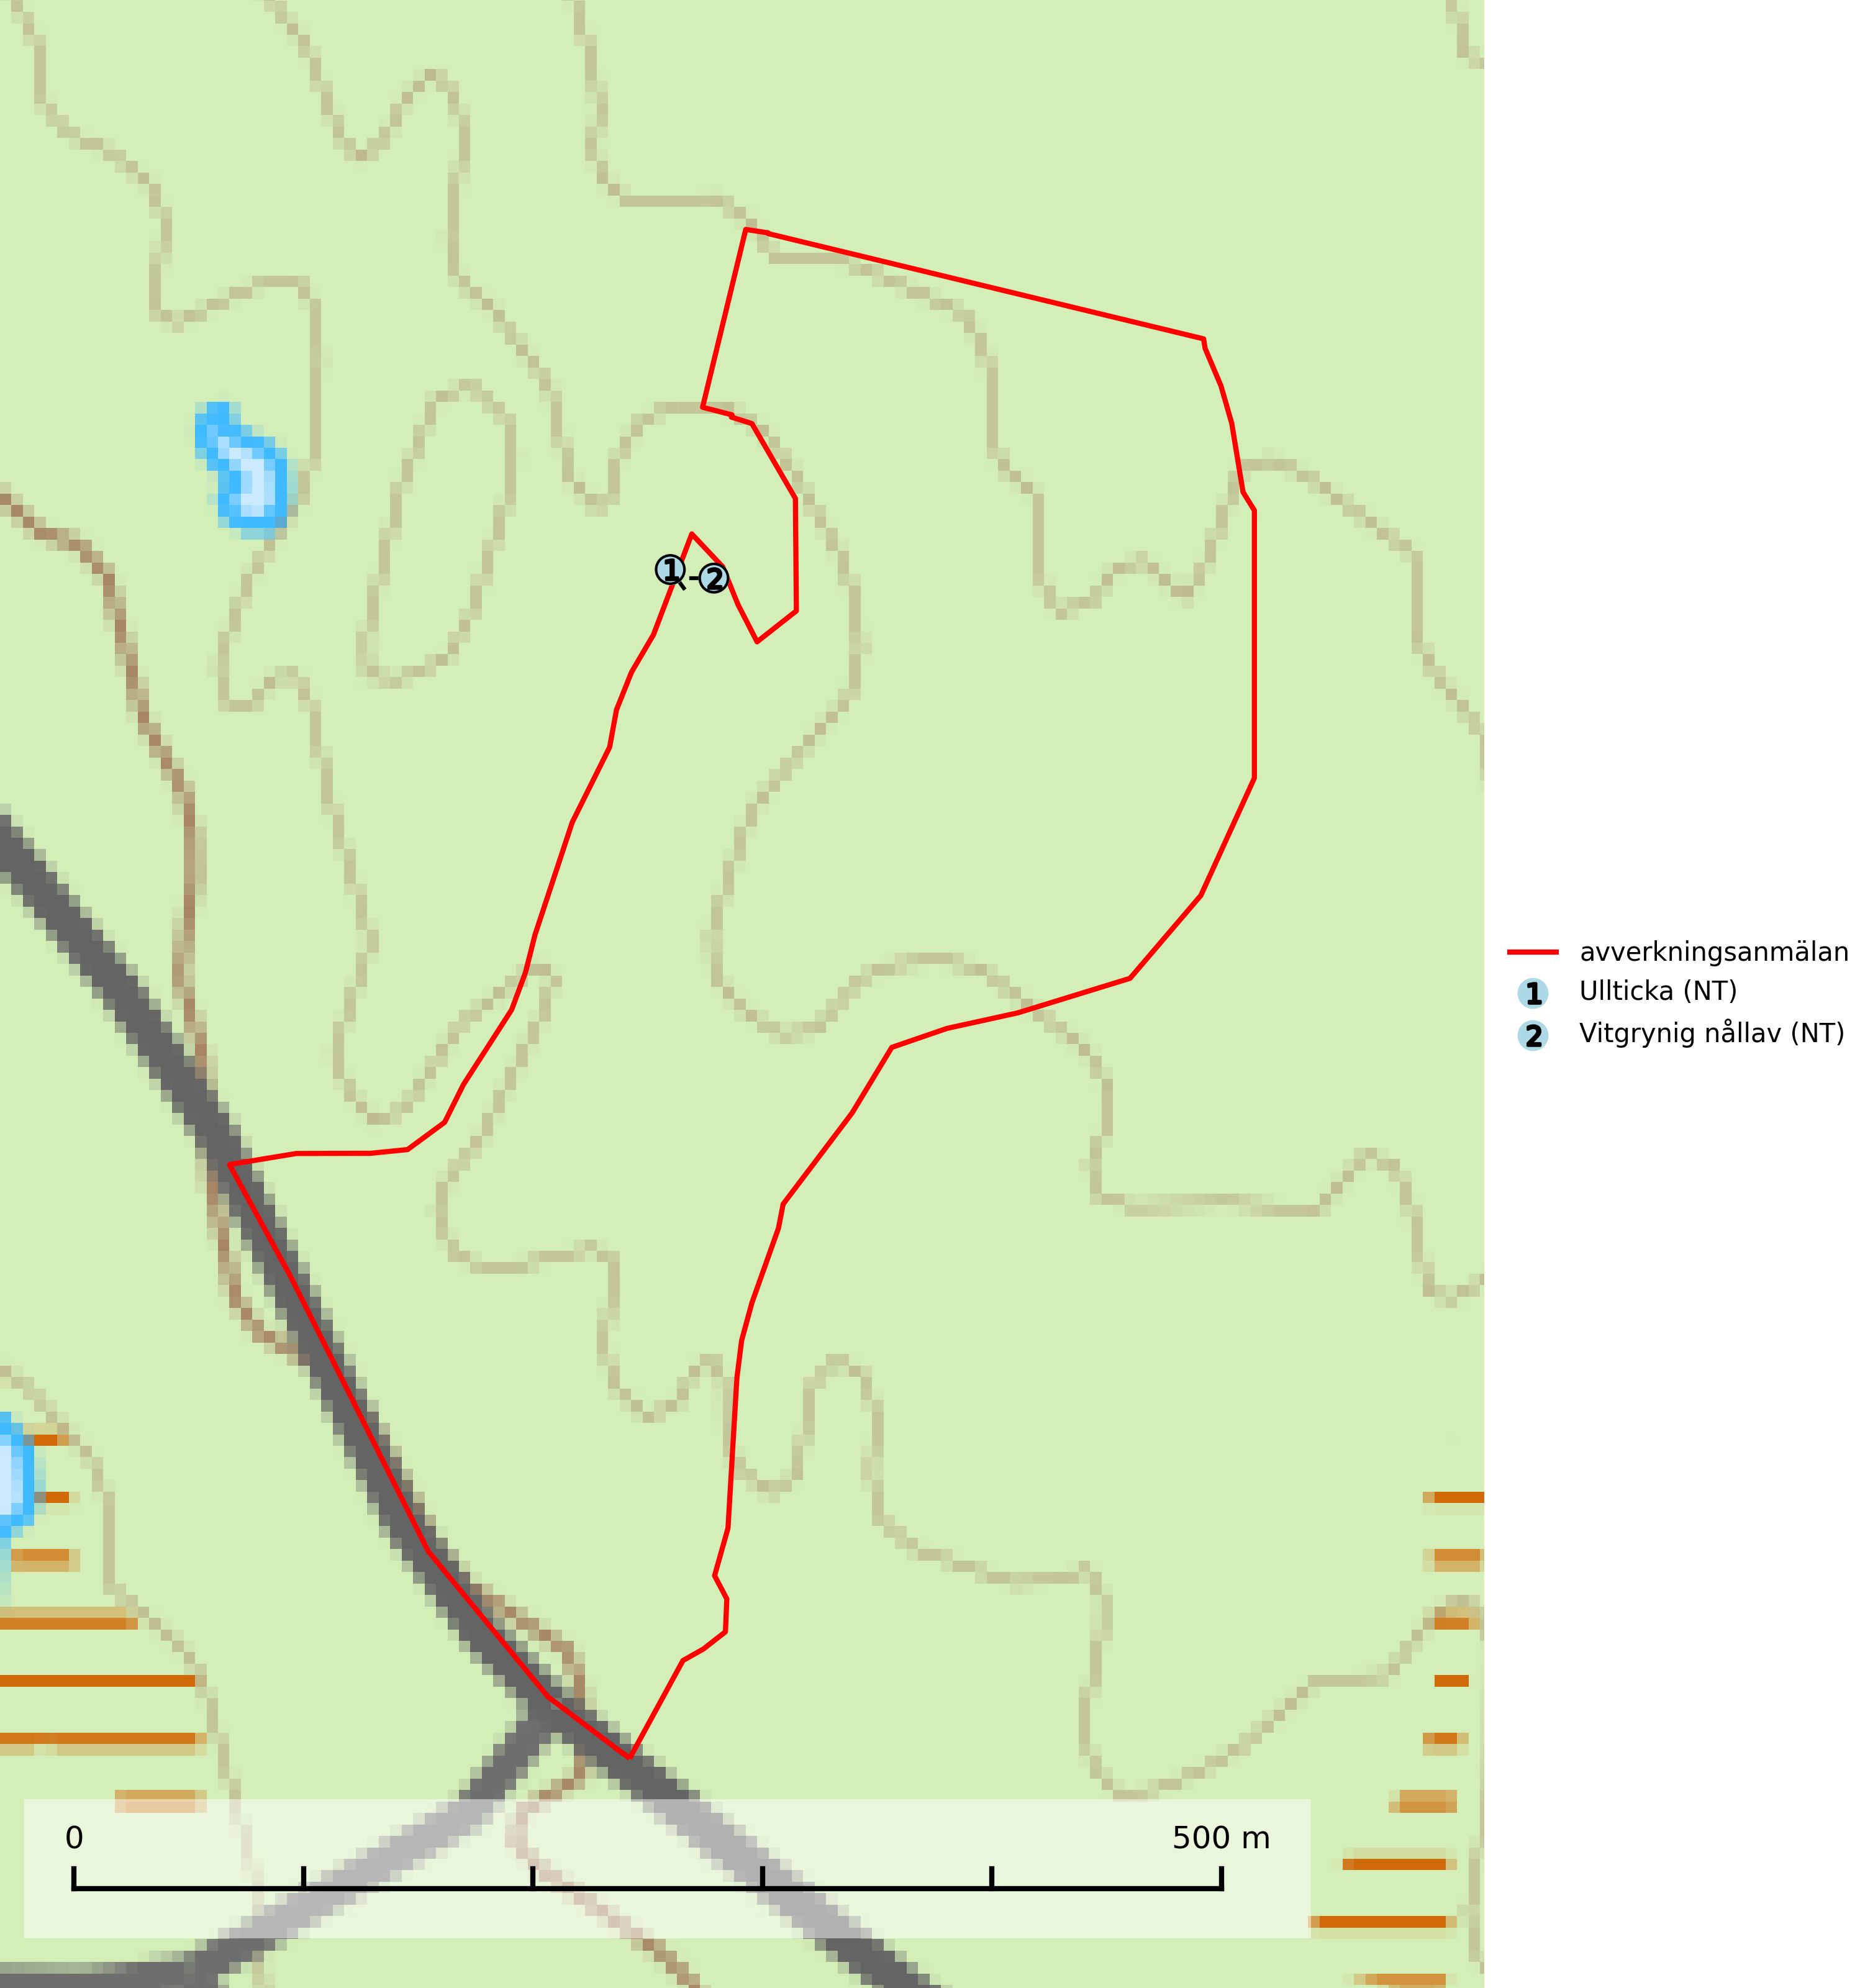 1 2
avverkningsanmälan
1 Ullticka (NT)
2 Vitgrynig nållav (NT)
0 500 m